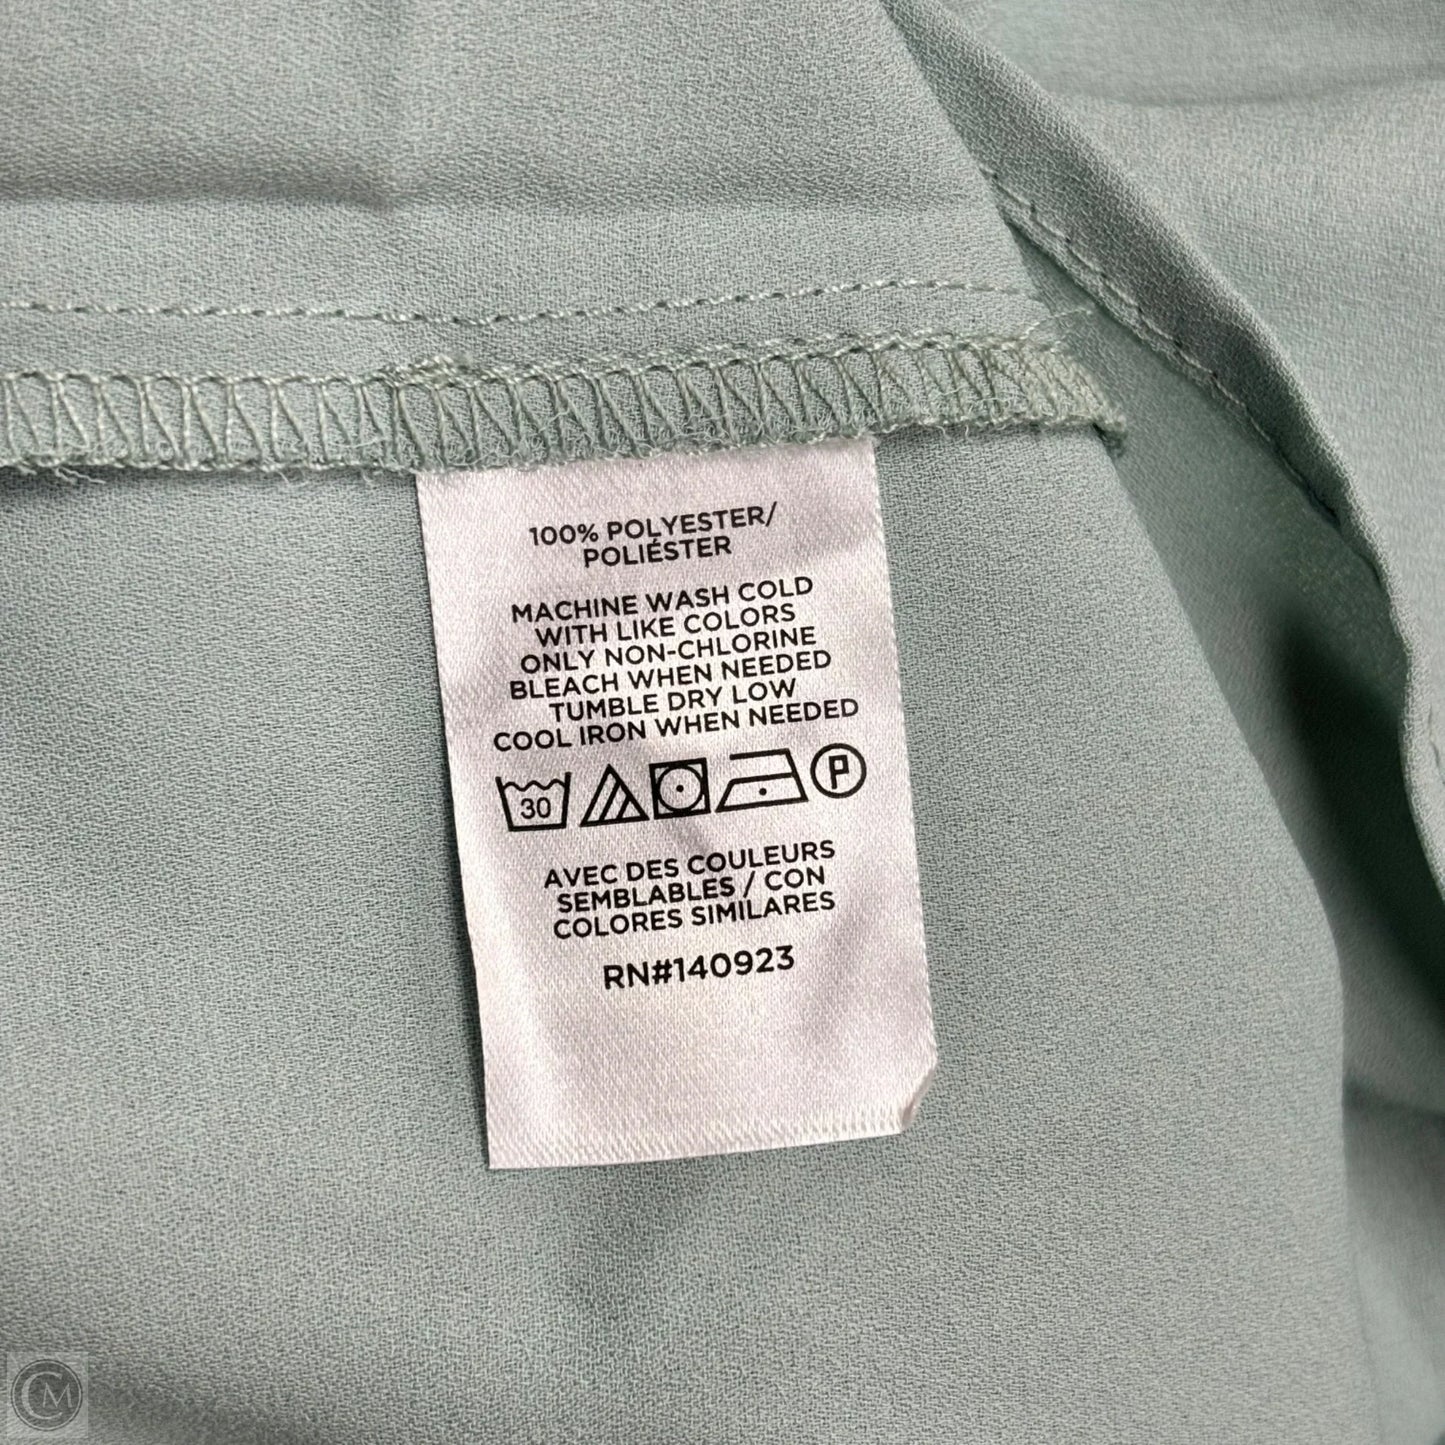 100% POLYESTER/
POLIÉSTER
MACHINE WASH COLD
WITH LIKE COLORS
ONLY NON-CHLORINE
BLEACH WHEN NEEDED
TUMBLE DRY LOW
COOL IRON WHEN NEEDED
30 P
AVEC DES COULEURS
SEMBLABLES / CON
COLORES SIMILARES
RN#140923
CM